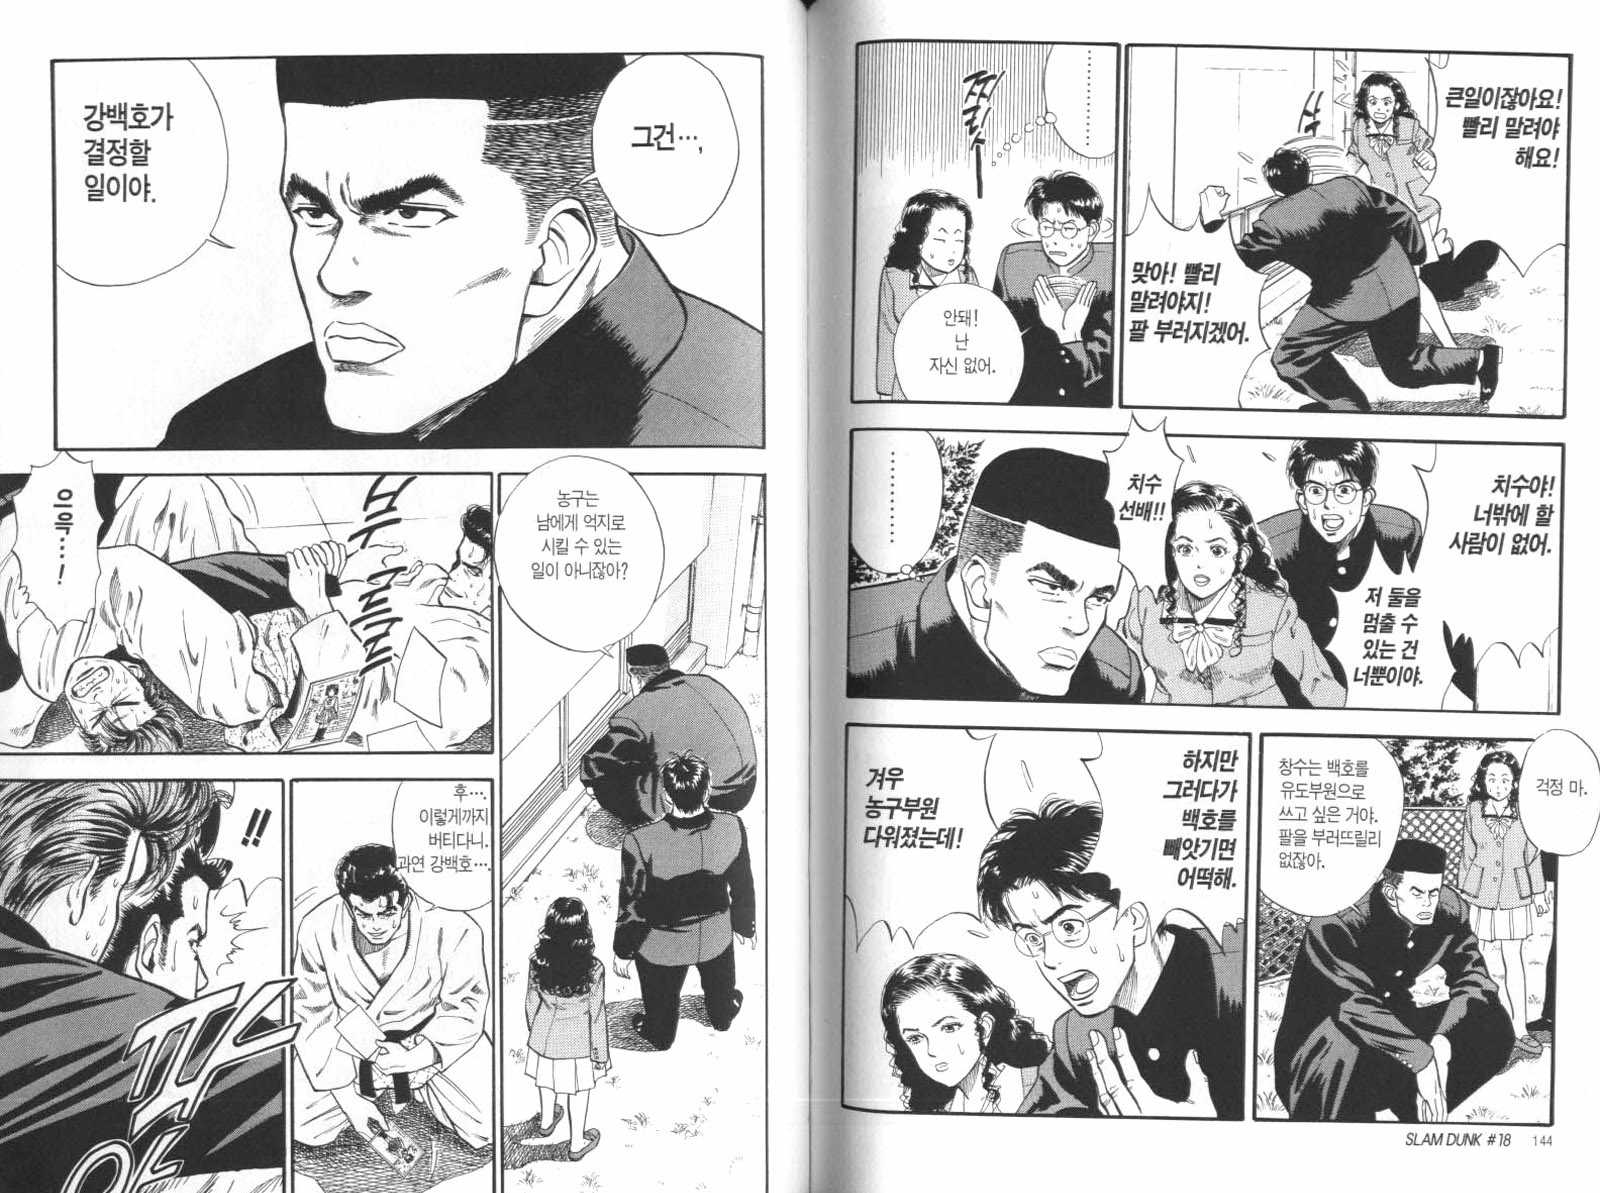 큰일이잖아요!
빨리 말려야
해요!
맞아! 빨리
말려야지!
팔 부러지겠어.
…………
찌릿
안돼!
난
자신 없어.
치수야!
너밖에 할
사람이 없어.
저 둘을
멈출 수
있는 건
너뿐이야.
치수
선배!!
…………
걱정 마.
창수는 백호를
유도부원으로
쓰고 싶은 거야.
팔을 부러뜨릴리
없잖아.
하지만
그러다가
백호를
빼앗기면
어떡해.
겨우
농구부원
다워졌는데!
SLAM DUNK #18
144
그건…,
강백호가
결정할
일이야.
농구는
남에게 억지로
시킬 수 있는
일이 아니잖아?
으윽…!
후….
이렇게까지
버티다니.
과연 강백호…
!!